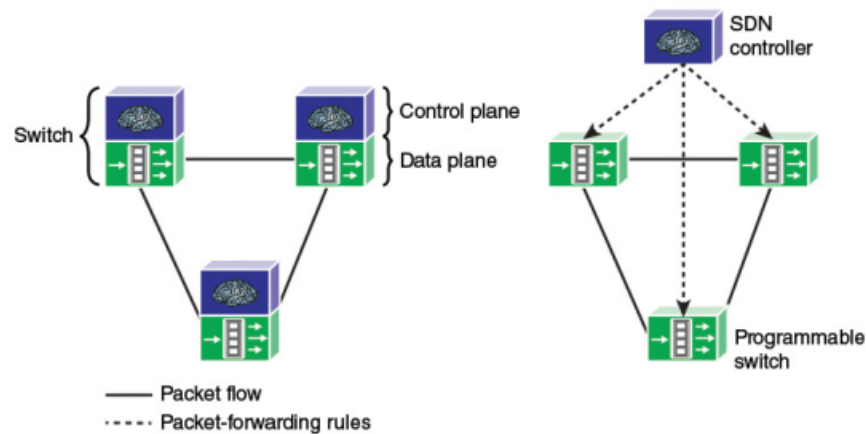 SDN
controller
Switch
Control plane
Data plane
Programmable
switch
Packet flow
Packet-forwarding rules